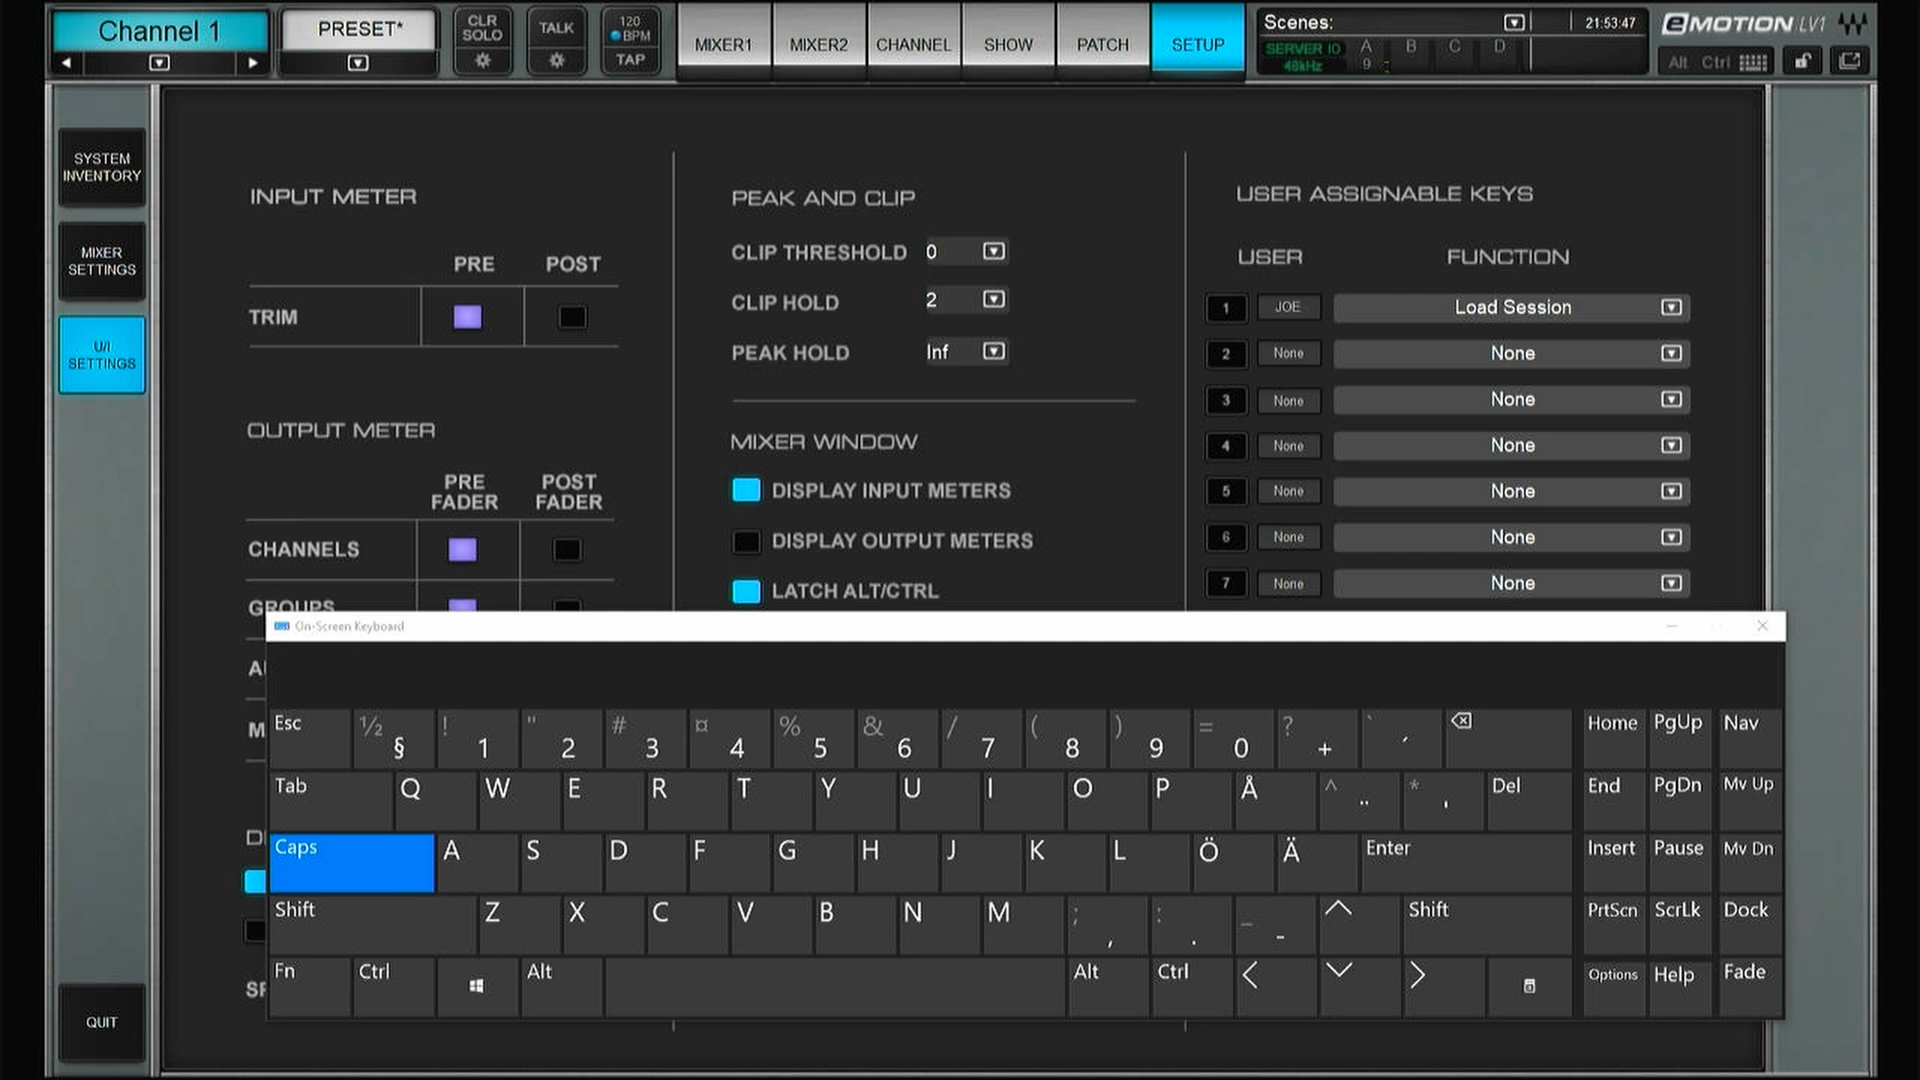 Channel 1
PRESET*
CLR SOLO
TALK
120 BPM
TAP
MIXER1
MIXER2
CHANNEL
SHOW
PATCH
SETUP
Scenes:
21:53:47
SERVER IO A B C D
48kHz 9
eMOTION LV1
Alt Ctrl
SYSTEM INVENTORY
MIXER SETTINGS
U/I SETTINGS
QUIT
INPUT METER
PRE POST
TRIM
OUTPUT METER
PRE FADER POST FADER
CHANNELS
GROUPS
PEAK AND CLIP
CLIP THRESHOLD 0
CLIP HOLD 2
PEAK HOLD Inf
MIXER WINDOW
DISPLAY INPUT METERS
DISPLAY OUTPUT METERS
LATCH ALT/CTRL
USER ASSIGNABLE KEYS
USER FUNCTION
1 JOE Load Session
2 None None
3 None None
4 None None
5 None None
6 None None
7 None None
On-Screen Keyboard
Esc ½ § ! 1 " 2 # 3 ¤ 4 % 5 & 6 / 7 ( 8 ) 9 = 0 ? + ` ´ Home PgUp Nav
Tab Q W E R T Y U I O P Å ^ ¨ * ' Del End PgDn Mv Up
Caps A S D F G H J K L Ö Ä Enter Insert Pause Mv Dn
Shift Z X C V B N M ; , : . _ - Shift PrtScn ScrLk Dock
Fn Ctrl Alt Alt Ctrl Options Help Fade